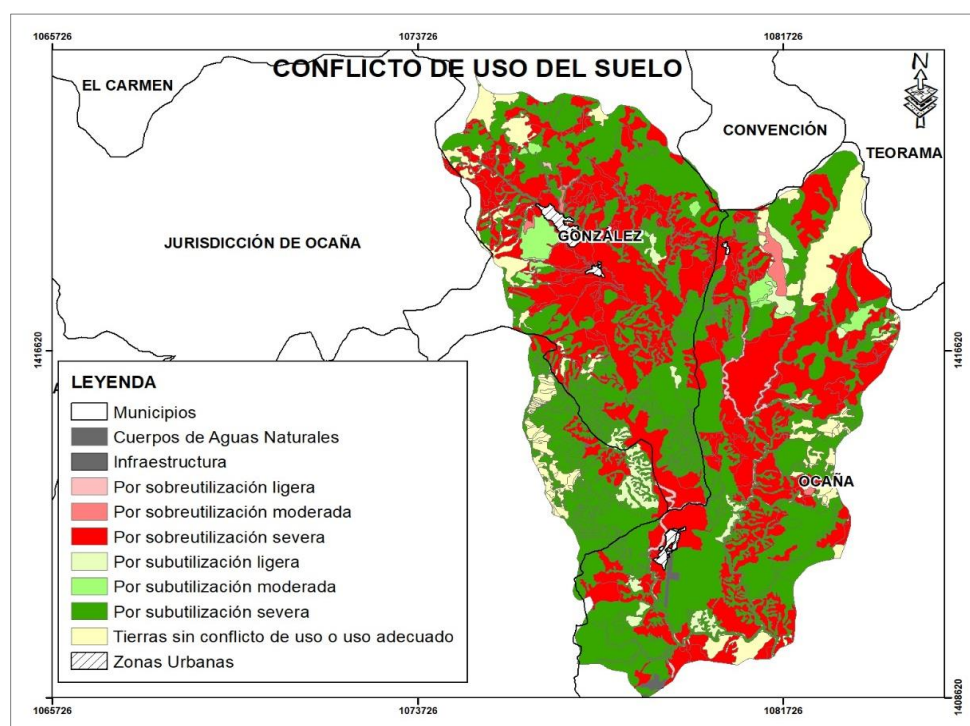 1065726
1073726
1081726
CONFLICTO DE USO DEL SUELO
N
EL CARMEN
CONVENCIÓN
TEORAMA
JURISDICCIÓN DE OCAÑA
GONZÁLEZ
1416620
1416620
LEYENDA
Municipios
Cuerpos de Aguas Naturales
Infraestructura
Por sobreutilización ligera
Por sobreutilización moderada
Por sobreutilización severa
Por subutilización ligera
Por subutilización moderada
Por subutilización severa
Tierras sin conflicto de uso o uso adecuado
Zonas Urbanas
OCAÑA
1408620
1408620
1065726
1073726
1081726